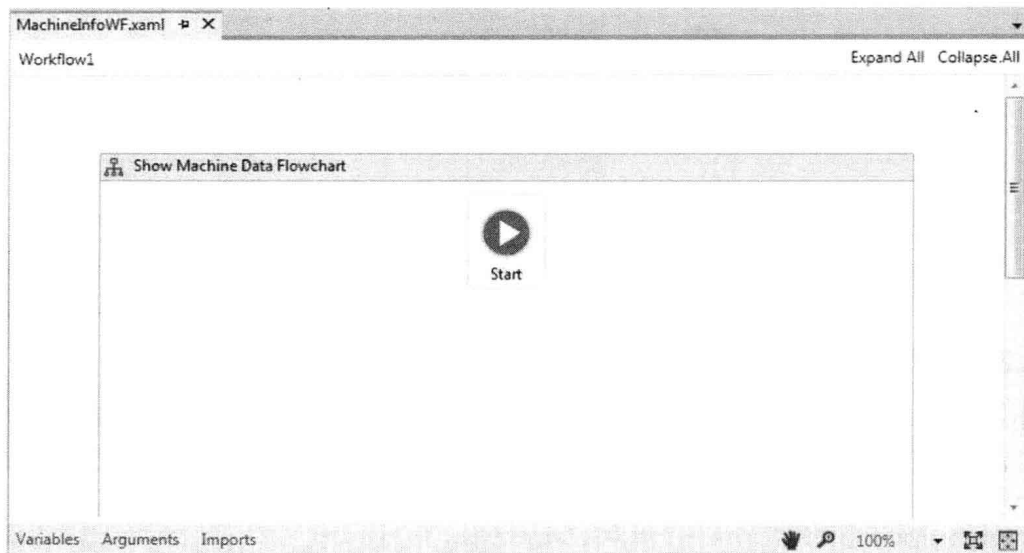 MachineInfoWF.xaml
Workflow1 Expand All Collapse All
Show Machine Data Flowchart
Start
Variables Arguments Imports 100%